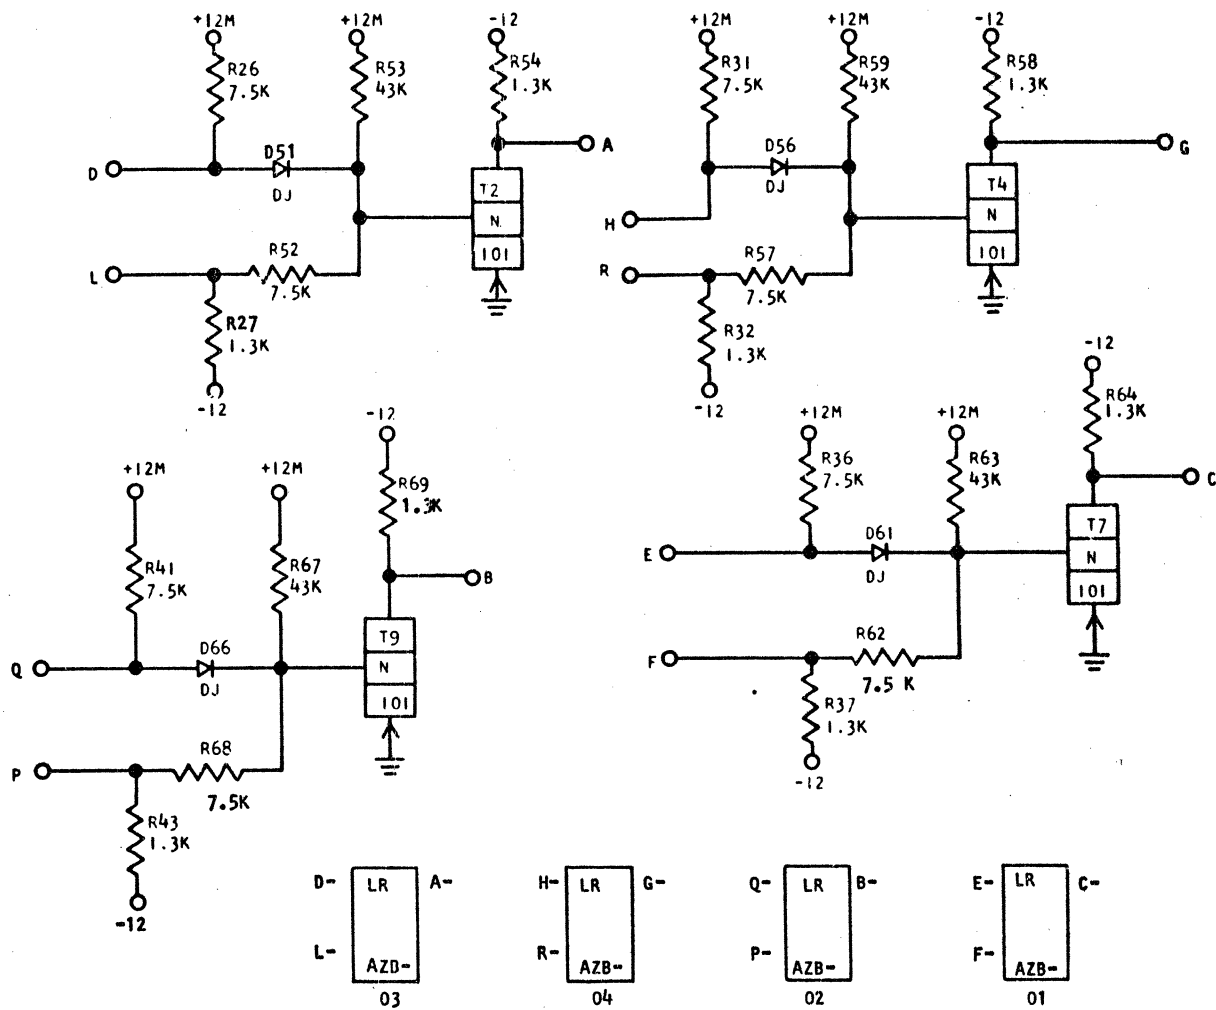 +12M
R26
7.5K
+12M
R53
43K
-12
R54
1.3K
A
D
D51
DJ
T2
N
101
L
R52
7.5K
R27
1.3K
-12
+12M
R31
7.5K
+12M
R59
43K
-12
R58
1.3K
G
D56
DJ
H
T4
N
101
R
R57
7.5K
R32
1.3K
-12
+12M
R41
7.5K
+12M
R67
43K
-12
R69
1.3K
B
Q
D66
DJ
T9
N
101
P
R68
7.5K
R43
1.3K
-12
+12M
R36
7.5K
+12M
R63
43K
-12
R64
1.3K
C
E
D61
DJ
T7
N
101
F
R62
7.5 K
R37
1.3K
-12
D- LR A-
L-
AZB-
03
H- LR G-
R-
AZB-
04
Q- LR B-
P-
AZB-
02
E- LR C-
F-
AZB-
01